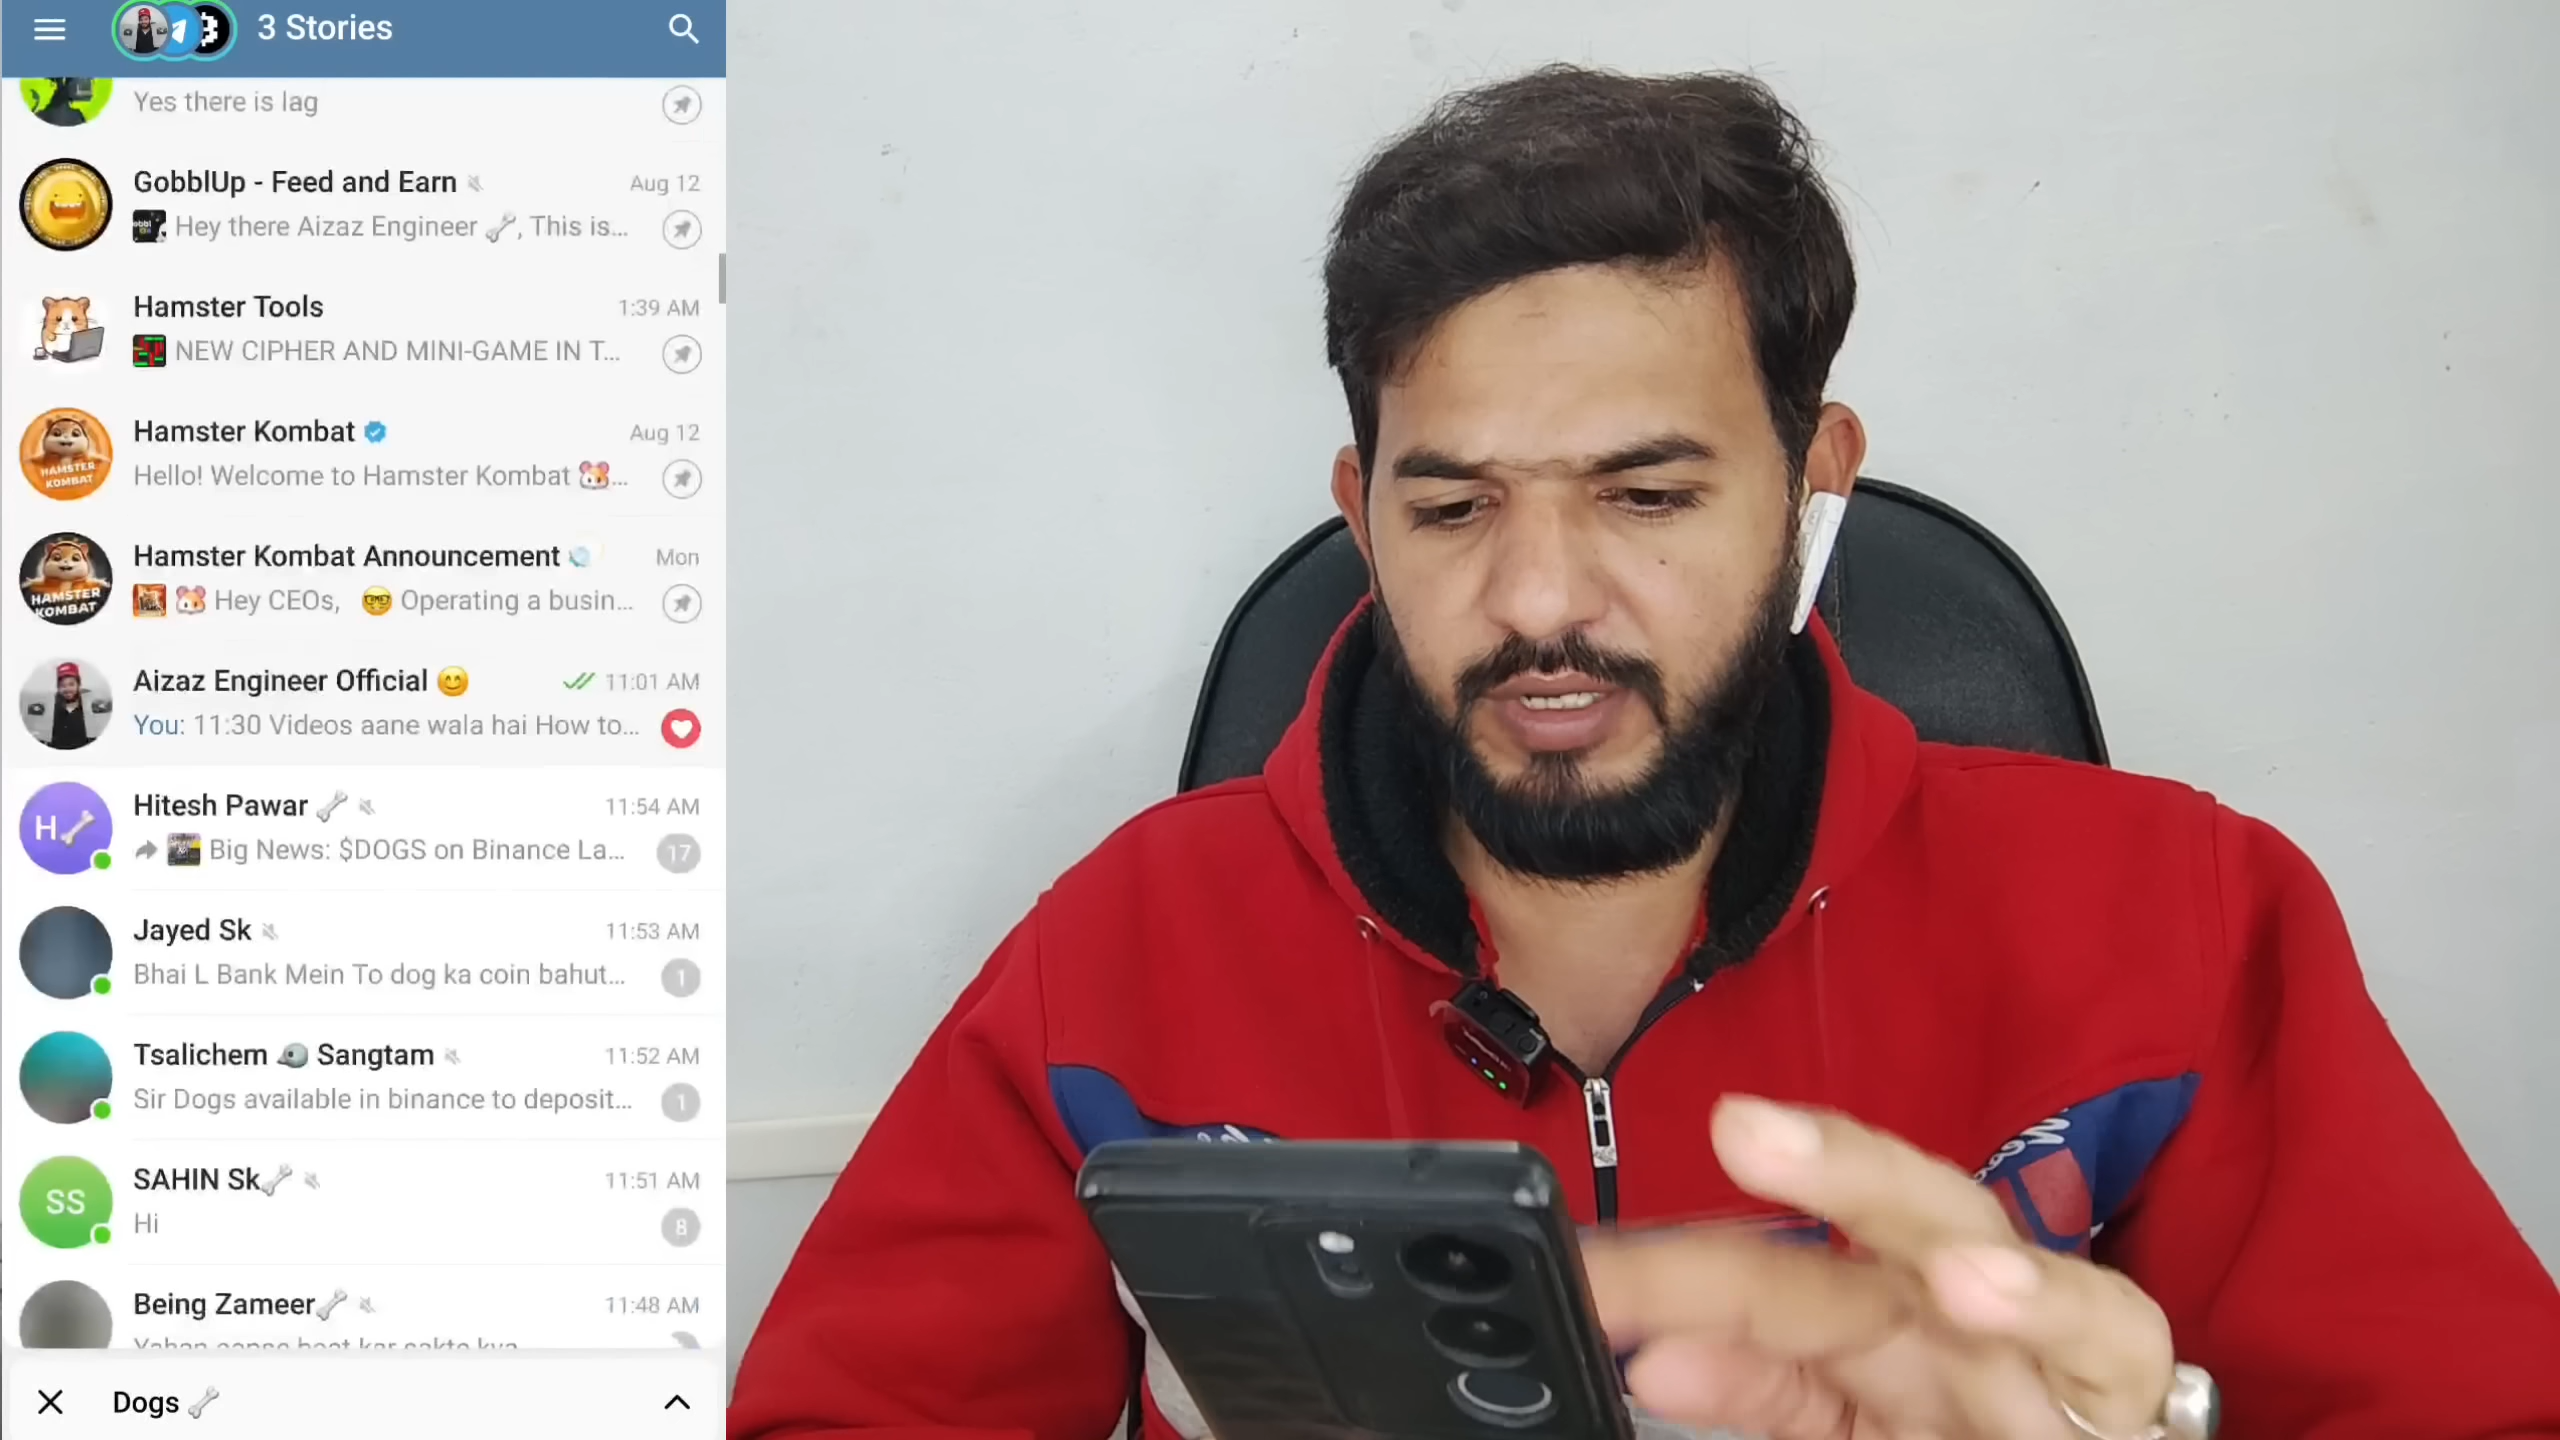 3 Stories
Yes there is lag
GobblUp - Feed and Earn
Aug 12
Hey there Aizaz Engineer 🦴, This is...
Hamster Tools
1:39 AM
NEW CIPHER AND MINI-GAME IN T...
Hamster Kombat
Aug 12
Hello! Welcome to Hamster Kombat 🐹...
HAMSTER
KOMBAT
Hamster Kombat Announcement
Mon
🐹 Hey CEOs, 🤓 Operating a busin...
HAMSTER
KOMBAT
Aizaz Engineer Official 😊
11:01 AM
You: 11:30 Videos aane wala hai How to...
H🦴
Hitesh Pawar 🦴
11:54 AM
Big News: $DOGS on Binance La...
17
Jayed Sk
11:53 AM
Bhai L Bank Mein To dog ka coin bahut...
1
Tsalichem Sangtam
11:52 AM
Sir Dogs available in binance to deposit...
1
SS
SAHIN Sk🦴
11:51 AM
Hi
8
Being Zameer🦴
11:48 AM
Dogs 🦴